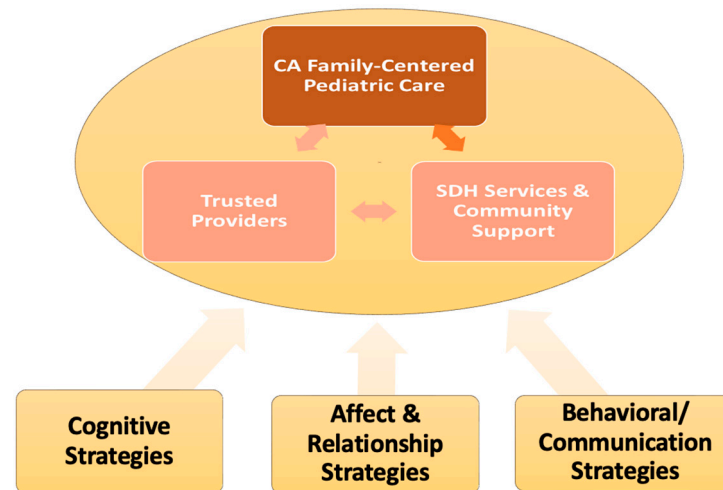 CA Family-Centered
Pediatric Care
Trusted
Providers
SDH Services &
Community
Support
Cognitive
Strategies
Affect &
Relationship
Strategies
Behavioral/
Communication
Strategies